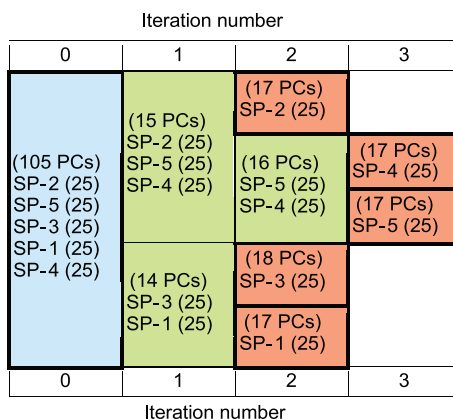 Iteration number
0 1 2 3
(105 PCs)
SP-2 (25)
SP-5 (25)
SP-3 (25)
SP-1 (25)
SP-4 (25)
(15 PCs)
SP-2 (25)
SP-5 (25)
SP-4 (25)
(14 PCs)
SP-3 (25)
SP-1 (25)
(17 PCs)
SP-2 (25)
(16 PCs)
SP-5 (25)
SP-4 (25)
(18 PCs)
SP-3 (25)
(17 PCs)
SP-1 (25)
(17 PCs)
SP-4 (25)
(17 PCs)
SP-5 (25)
0 1 2 3
Iteration number